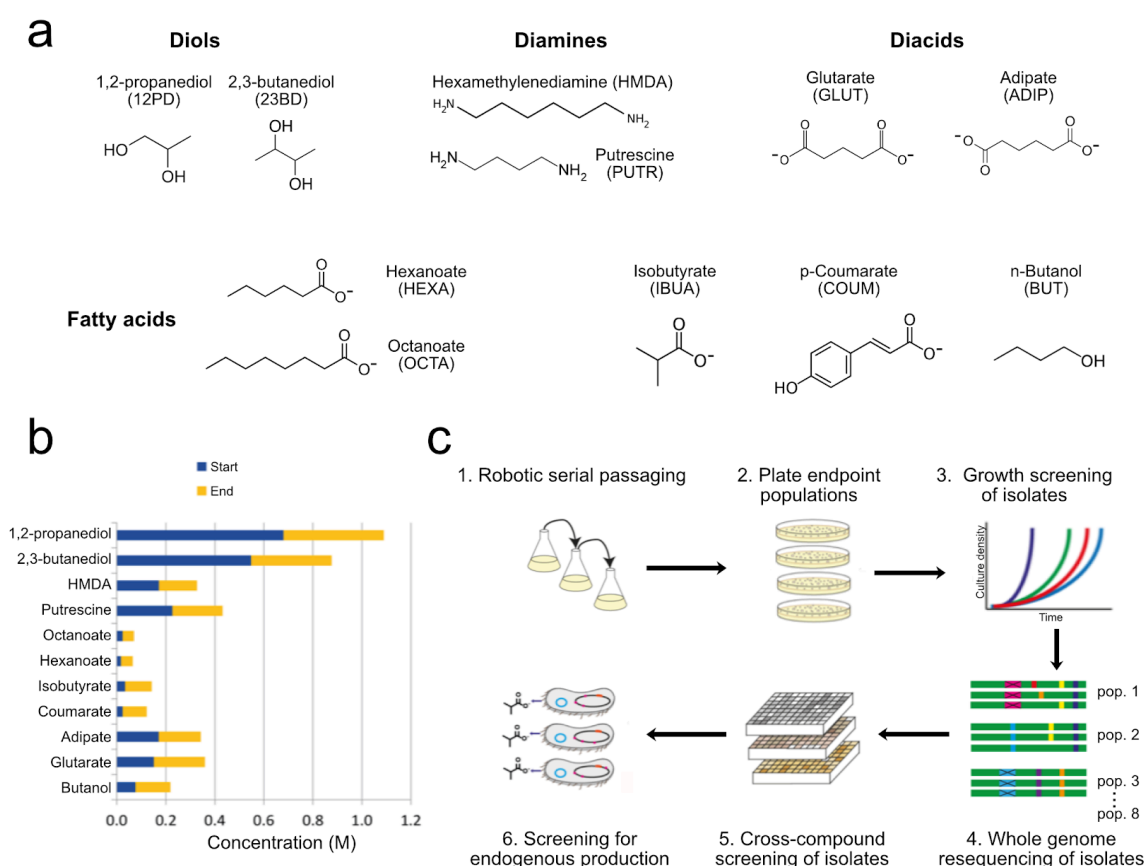 a
Diols
Diamines
Diacids
1,2-propanediol
(12PD)
2,3-butanediol
(23BD)
Hexamethylenediamine (HMDA)
Glutarate
(GLUT)
Adipate
(ADIP)
HO
OH
OH
OH
H2N
NH2
H2N
NH2
Putrescine
(PUTR)
O
O
-O
O-
-O
O
O
O-
Fatty acids
O
O-
Hexanoate
(HEXA)
O
O-
Octanoate
(OCTA)
Isobutyrate
(IBUA)
O
O-
p-Coumarate
(COUM)
O
O-
HO
n-Butanol
(BUT)
OH
b
Start
End
1,2-propanediol
2,3-butanediol
HMDA
Putrescine
Octanoate
Hexanoate
Isobutyrate
Coumarate
Adipate
Glutarate
Butanol
0.0 0.2 0.4 0.6 0.8 1.0 1.2
Concentration (M)
c
1. Robotic serial passaging
2. Plate endpoint
populations
3. Growth screening
of isolates
Culture density
Time
pop. 1
pop. 2
pop. 3
pop. 8
6. Screening for
endogenous production
5. Cross-compound
screening of isolates
4. Whole genome
resequencing of isolates